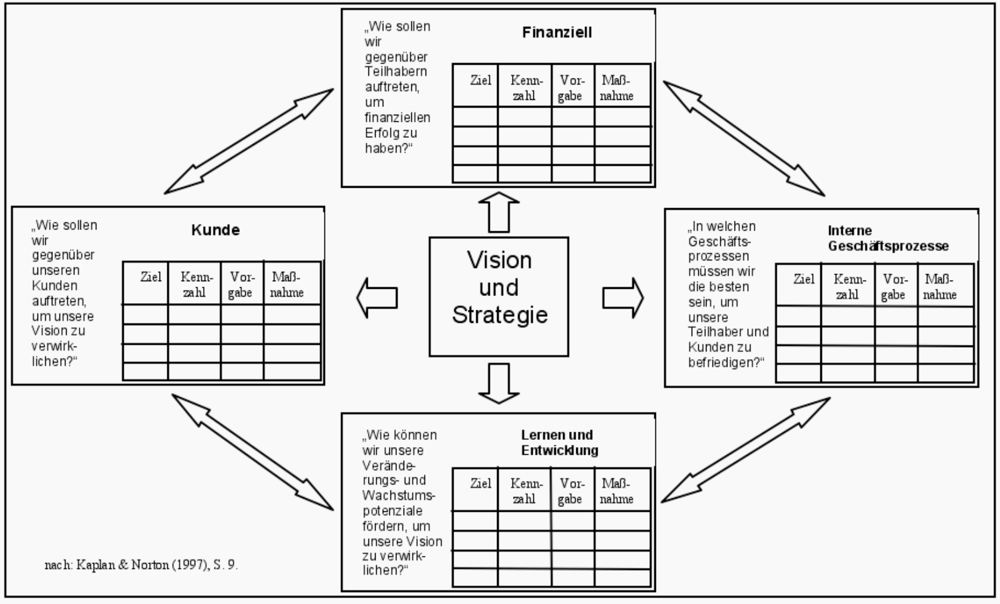 „Wie sollen
wir
gegenüber
Teilhabern
auftreten,
um
finanziellen
Erfolg zu
haben?“
Finanziell
Ziel
Kenn-
zahl
Vor-
gabe
Maß-
nahme
„Wie sollen
wir
gegenüber
unseren
Kunden
auftreten,
um unsere
Vision zu
verwirk-
lichen?“
Kunde
Ziel
Kenn-
zahl
Vor-
gabe
Maß-
nahme
Vision
und
Strategie
„In welchen
Geschäfts-
prozessen
müssen wir
die besten
sein, um
unsere
Teilhaber und
Kunden zu
befriedigen?“
Interne
Geschäftsprozesse
Ziel
Kenn-
zahl
Vor-
gabe
Maß-
nahme
„Wie können
wir unsere
Verände-
rungs- und
Wachstums-
potenziale
fördern, um
unsere Vision
zu verwirk-
lichen?“
Lernen und
Entwicklung
Ziel
Kenn-
zahl
Vor-
gabe
Maß-
nahme
nach: Kaplan & Norton (1997), S. 9.